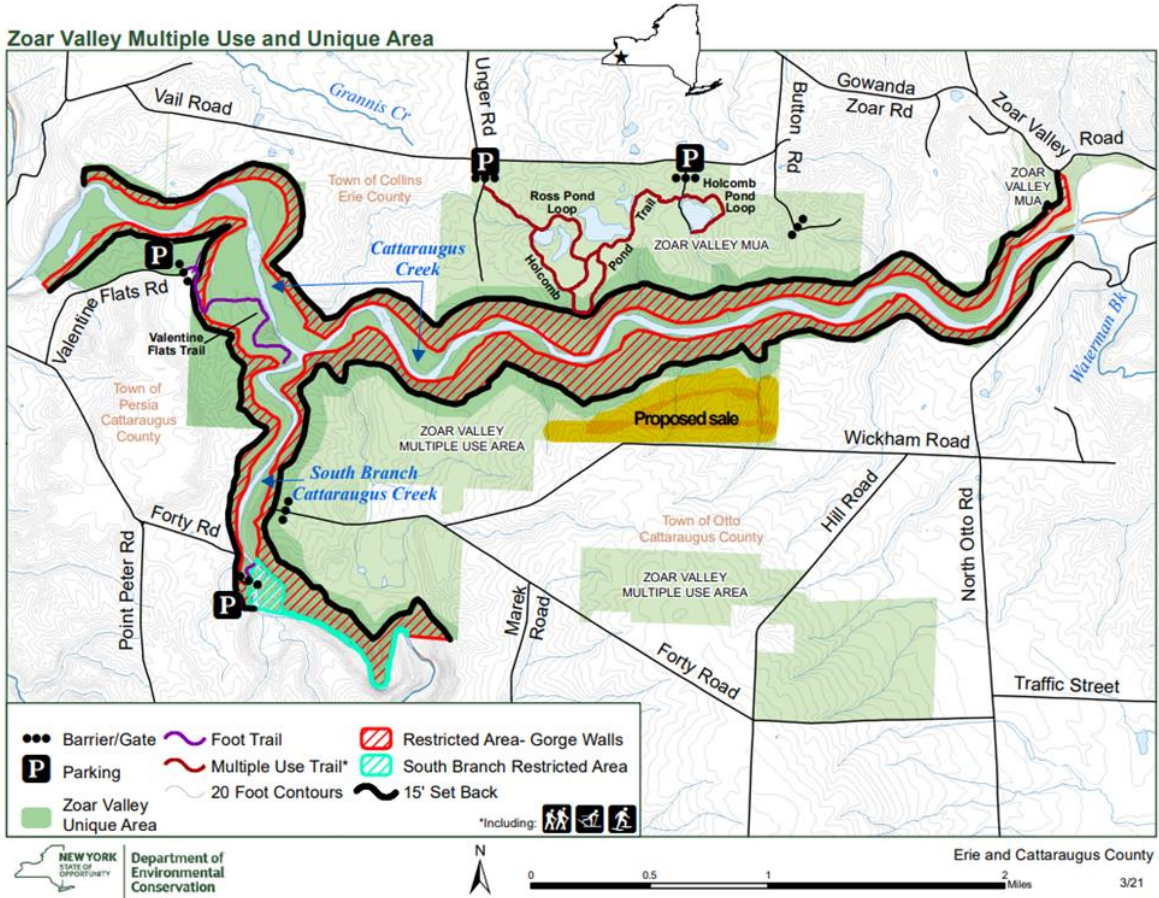 Zoar Valley Multiple Use and Unique Area
Vail Road
Grannis Cr
Unger Rd
Button Rd
Gowanda
Zoar Rd
Zoar Valley
Road
P
P
Town of Collins
Erie County
Ross Pond
Loop
Holcomb
Pond
Loop
Trail
Pond
Holcomb
ZOAR VALLEY MUA
ZOAR
VALLEY
MUA
P
Cattaraugus
Creek
Valentine Flats Rd
Valentine
Flats Trail
Waterman Bk
Town of
Persia
Cattaraugus
County
ZOAR VALLEY
MULTIPLE USE AREA
Proposed sale
Wickham Road
South Branch
Cattaraugus Creek
Forty Rd
Point Peter Rd
Hill Road
Town of Otto
Cattaraugus County
North Otto Rd
ZOAR VALLEY
MULTIPLE USE AREA
P
Marek
Road
Forty Road
Traffic Street
Barrier/Gate
Foot Trail
Restricted Area- Gorge Walls
P
Parking
Multiple Use Trail*
South Branch Restricted Area
20 Foot Contours
15' Set Back
Zoar Valley
Unique Area
*Including:
NEW YORK
STATE OF
OPPORTUNITY
Department of
Environmental
Conservation
N
0 0.5 1 2
Miles
Erie and Cattaraugus County
3/21